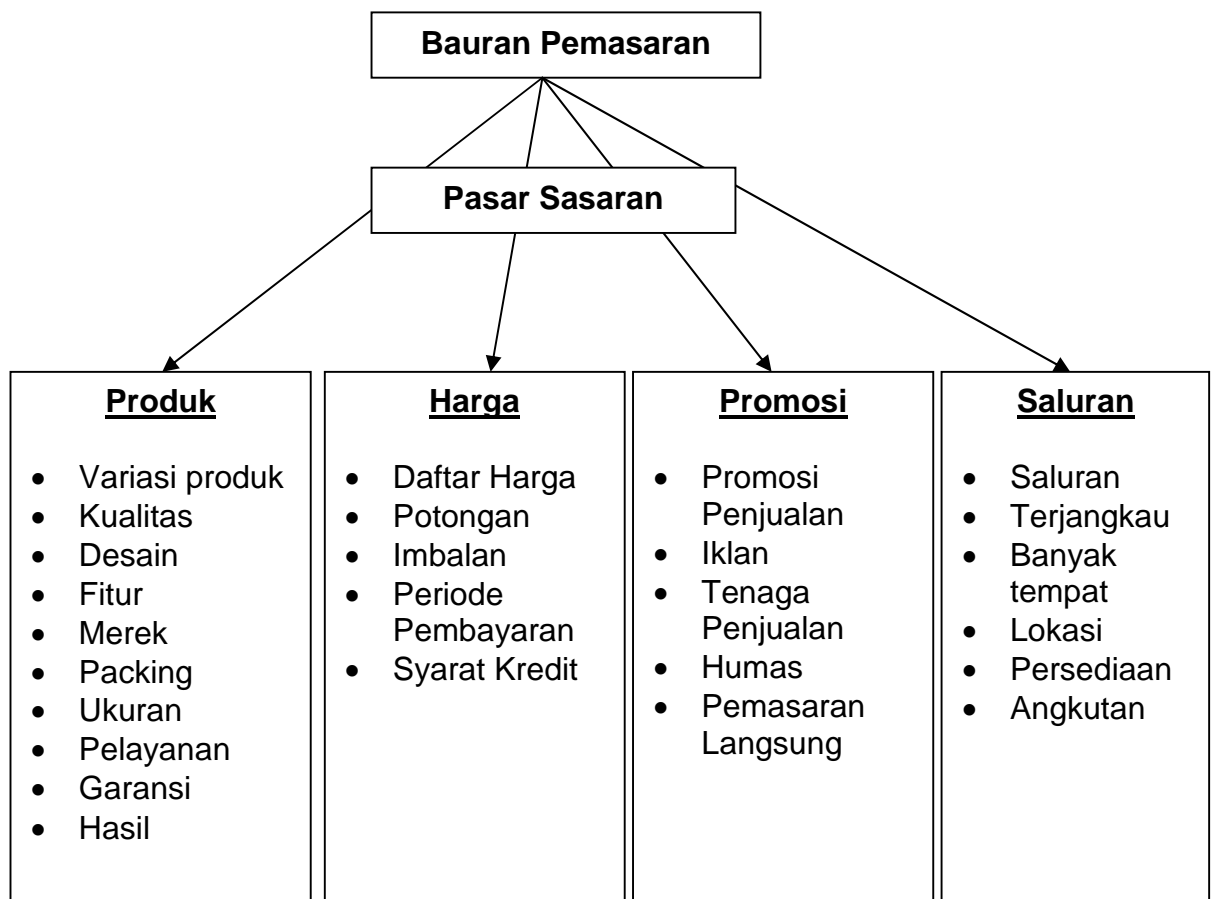 Bauran Pemasaran
Pasar Sasaran
Produk
• Variasi produk
• Kualitas
• Desain
• Fitur
• Merek
• Packing
• Ukuran
• Pelayanan
• Garansi
• Hasil
Harga
• Daftar Harga
• Potongan
• Imbalan
• Periode
Pembayaran
• Syarat Kredit
Promosi
• Promosi
Penjualan
• Iklan
• Tenaga
Penjualan
• Humas
• Pemasaran
Langsung
Saluran
• Saluran
• Terjangkau
• Banyak
tempat
• Lokasi
• Persediaan
• Angkutan